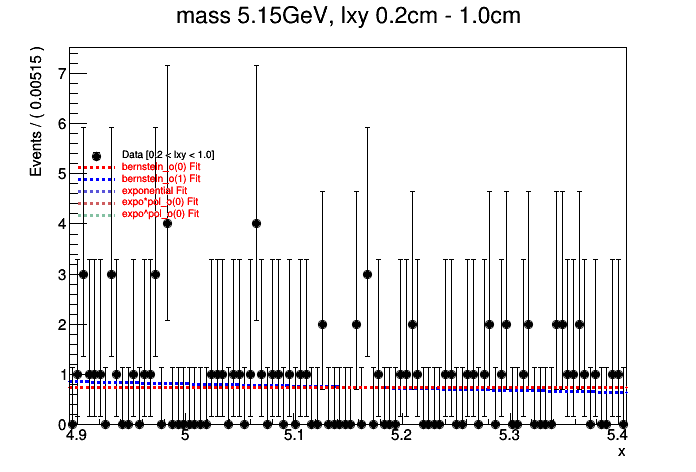 mass 5.15GeV, lxy 0.2cm - 1.0cm
Events / ( 0.00515 )
7
6
5
4
3
2
1
0
Data [0.2 < lxy < 1.0]
bernstein_o(0) Fit
bernstein_o(1) Fit
exponential Fit
expo*pol_o(0) Fit
expo^pol_o(0) Fit
4.9 5 5.1 5.2 5.3 5.4
x